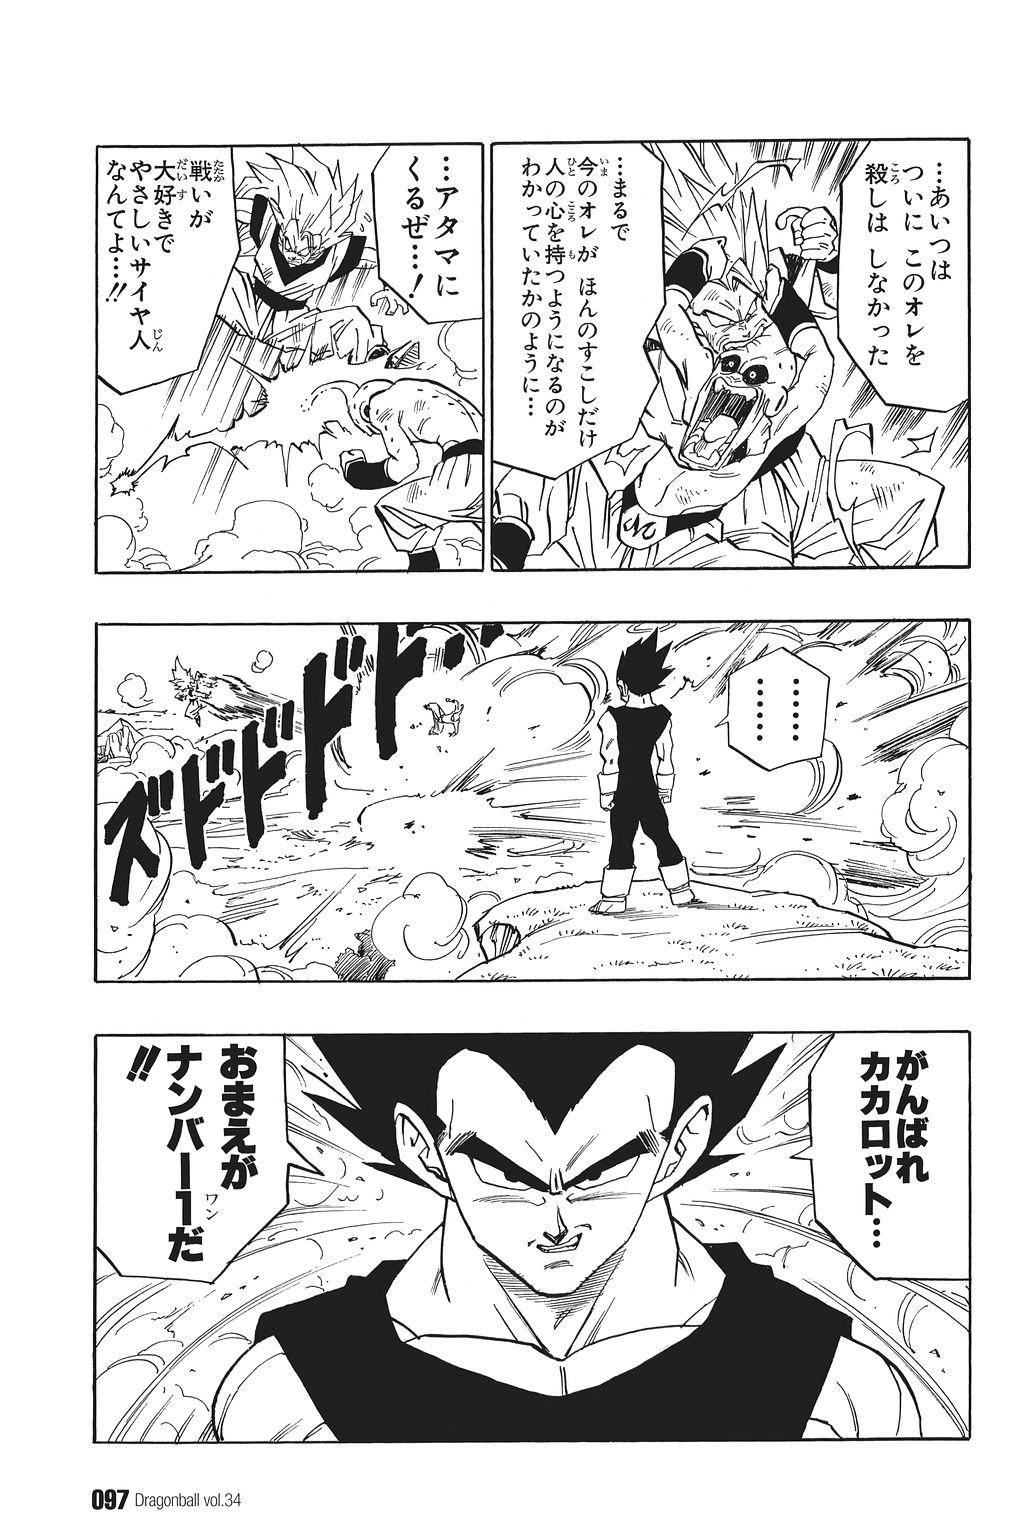 …あいつは
ついに このオレを
殺しは しなかった
…まるで
今のオレが ほんのすこしだけ
人の心を持つようになるのが
わかっていたかのように…
…アタマに
くるぜ…！
戦いが
大好きで
やさしいサイヤ人
なんてよ…!!
…………
…………
ズドドドドド
がんばれ
カカロット…
おまえが
ナンバー1だ
!!
097 Dragonball vol.34